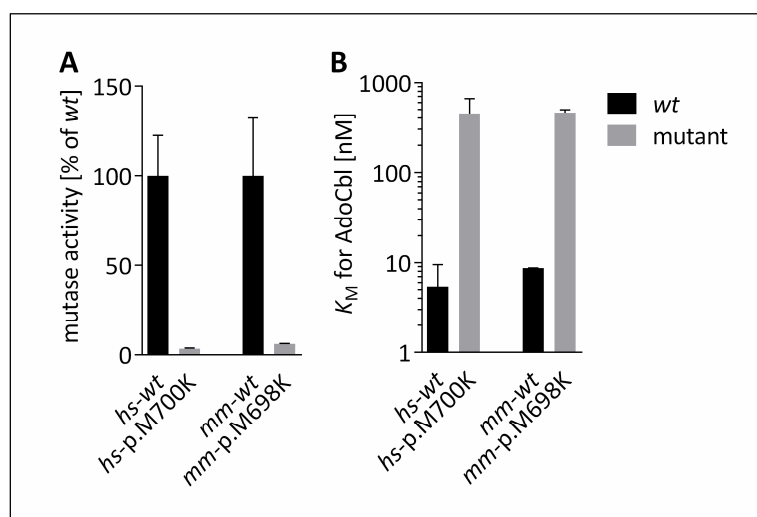 A
mutase activity [% of wt]
150
100
50
0
hs-wt
hs-p.M700K
mm-wt
mm-p.M698K
B
KM for AdoCbl [nM]
1000
100
10
1
hs-wt
hs-p.M700K
mm-wt
mm-p.M698K
wt
mutant